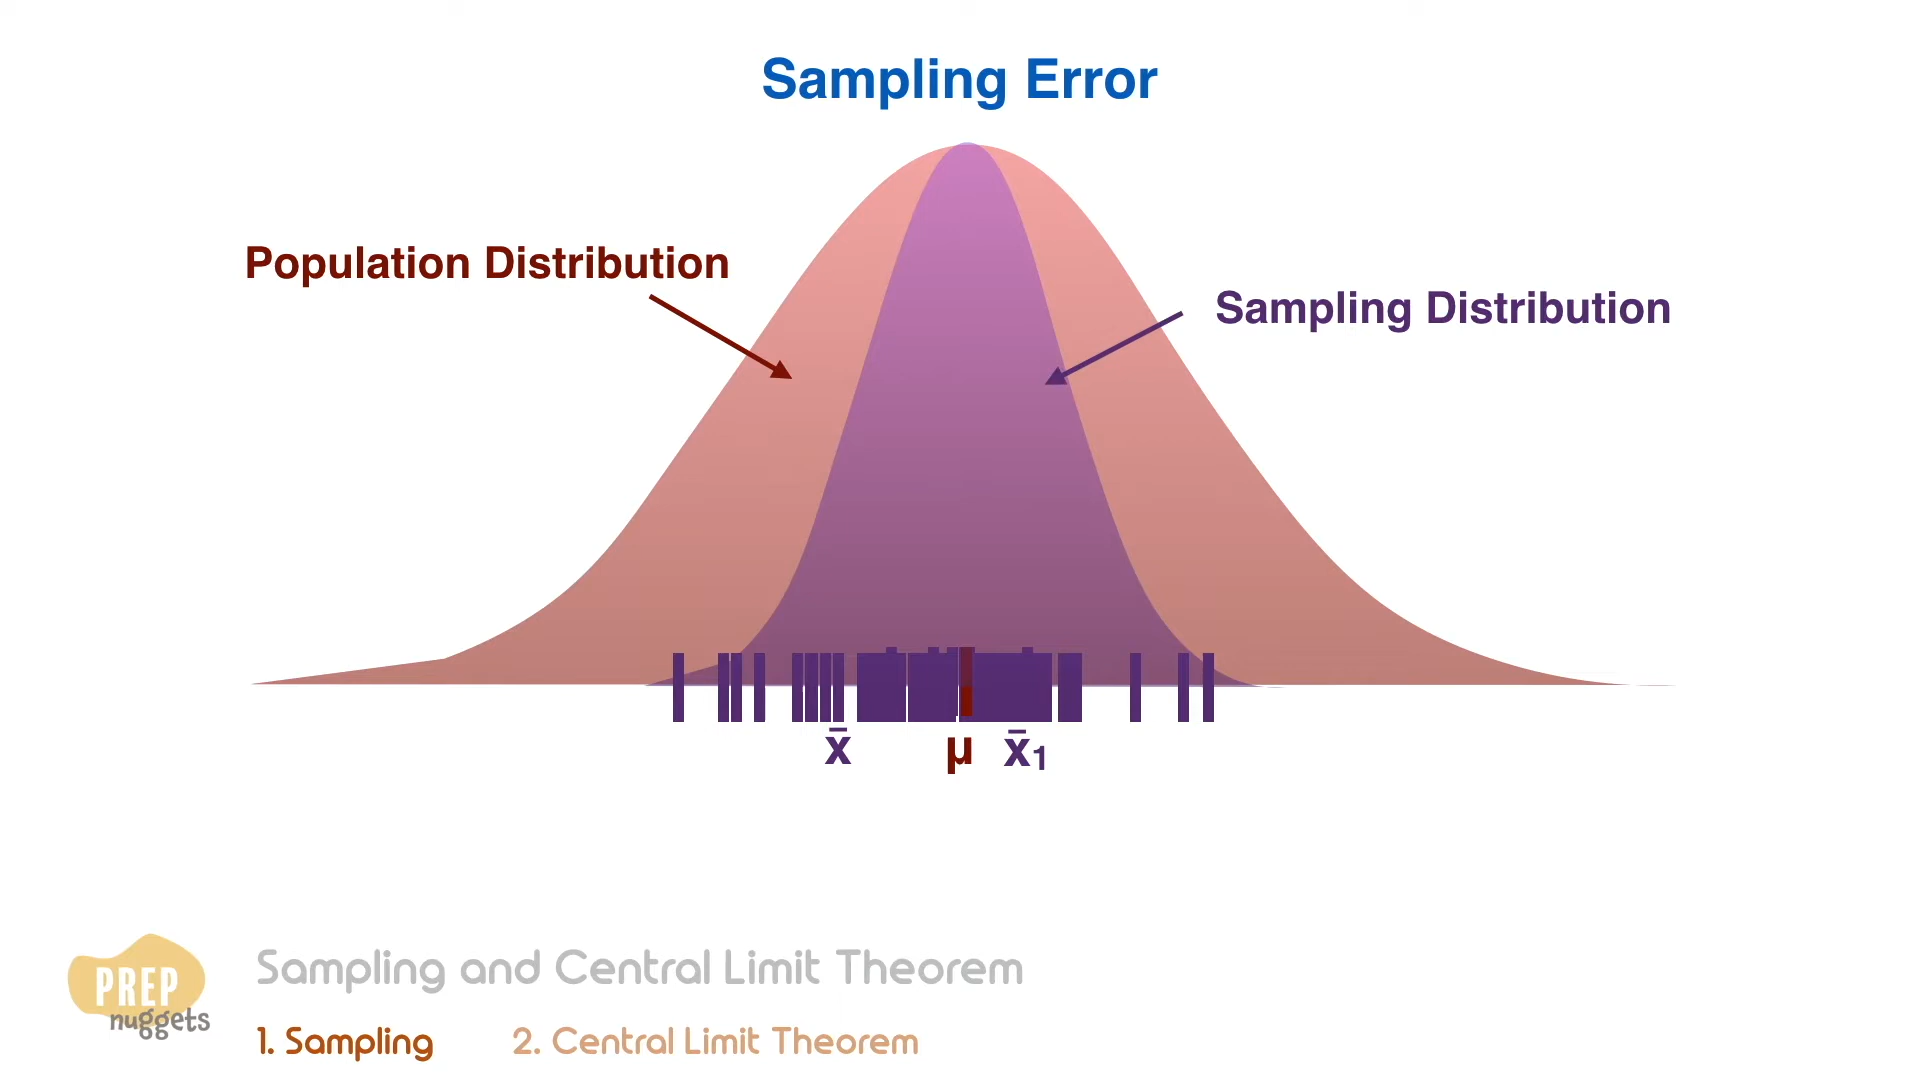 Sampling Error
Population Distribution
Sampling Distribution
x̄ μ x̄₁
PREP
nuggets
Sampling and Central Limit Theorem
1. Sampling 2. Central Limit Theorem